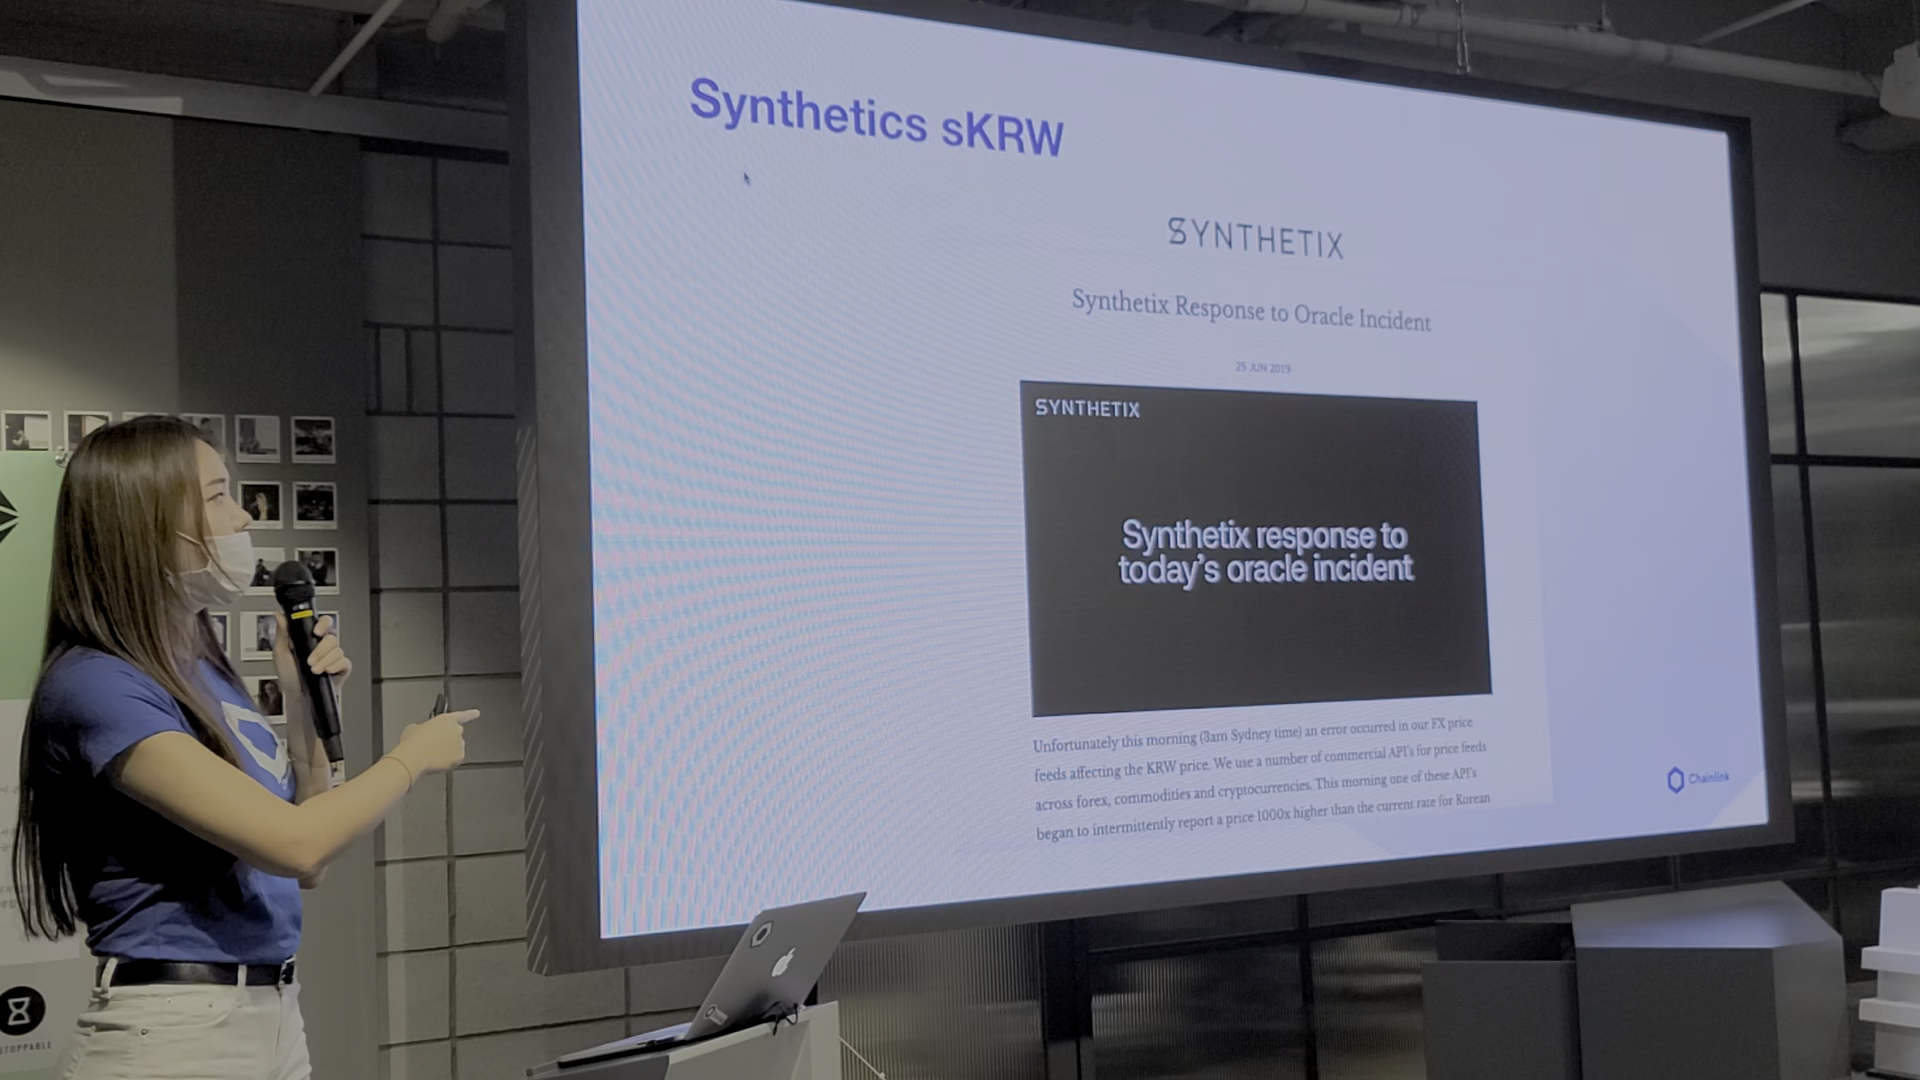 Synthetics sKRW
SYNTHETIX
Synthetix Response to Oracle Incident
25 JUN 2019
SYNTHETIX
Synthetix response to
today's oracle incident
Unfortunately this morning (3am Sydney time) an error occurred in our FX price
feeds affecting the KRW price. We use a number of commercial API's for price feeds
across forex, commodities and cryptocurrencies. This morning one of these API's
began to intermittently report a price 1000x higher than the current rate for Korean
Chainlink
STOPPABLE